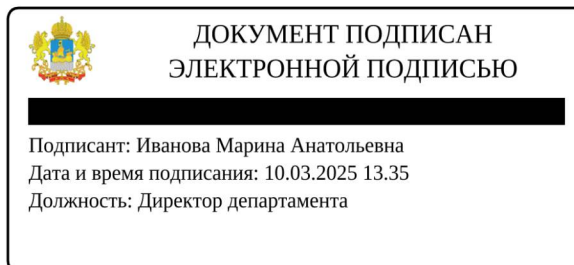 ДОКУМЕНТ ПОДПИСАН
ЭЛЕКТРОННОЙ ПОДПИСЬЮ
Подписант: Иванова Марина Анатольевна
Дата и время подписания: 10.03.2025 13.35
Должность: Директор департамента